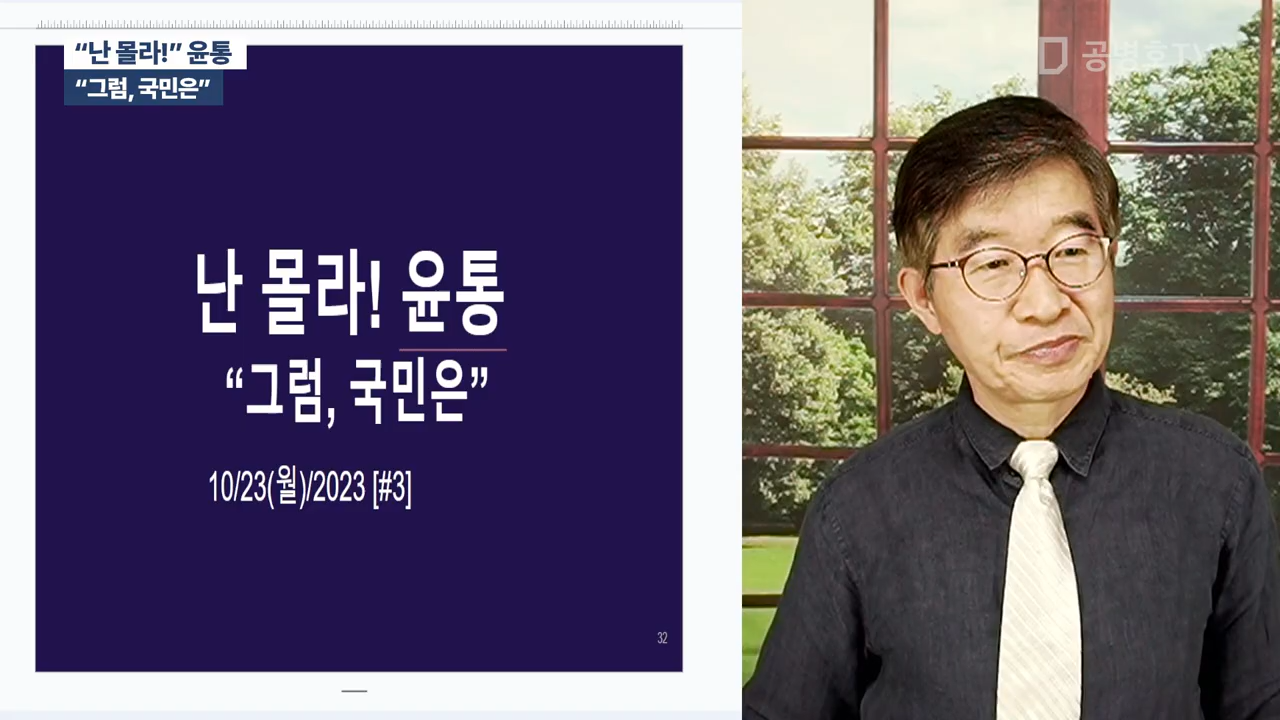 “난 몰라!” 윤통
“그럼, 국민은”
공병호TV
난 몰라! 윤통
“그럼, 국민은”
10/23(월)/2023 [#3]
32